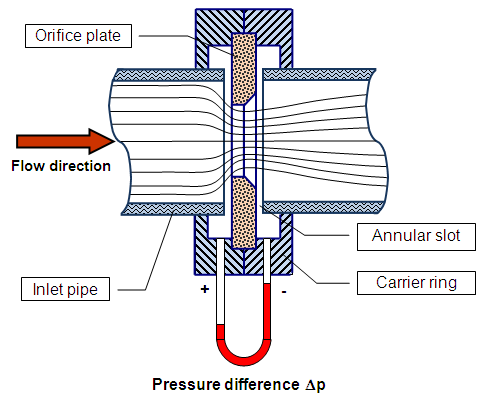 Orifice plate
Flow direction
Annular slot
Inlet pipe
+
-
Carrier ring
Pressure difference Δp